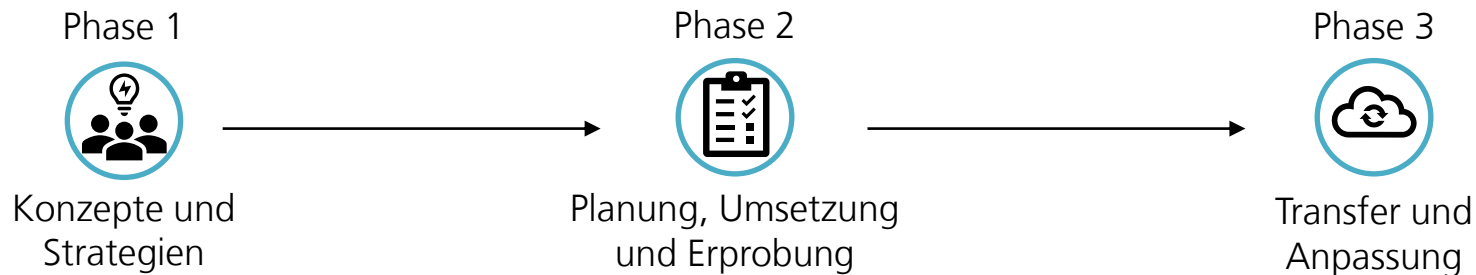 Phase 1
Phase 2
Phase 3
Konzepte und
Strategien
Planung, Umsetzung
und Erprobung
Transfer und
Anpassung